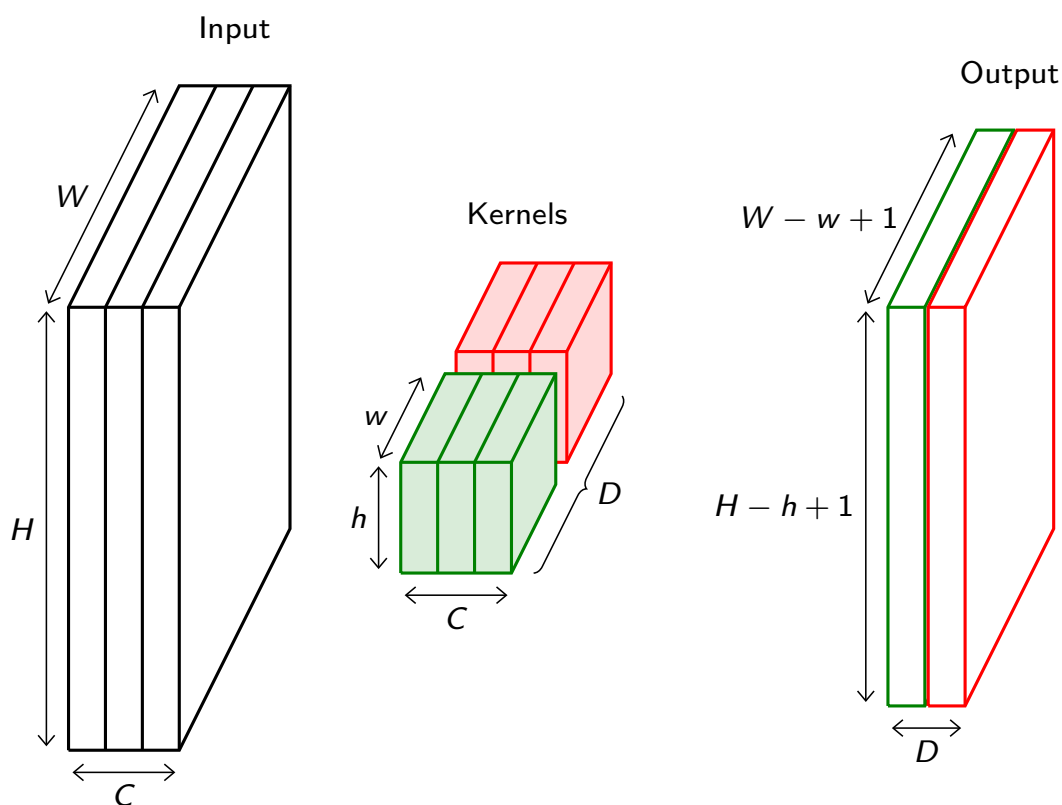 Input
W
H
C
Kernels
w
h
C
D
Output
W − w + 1
H − h + 1
D